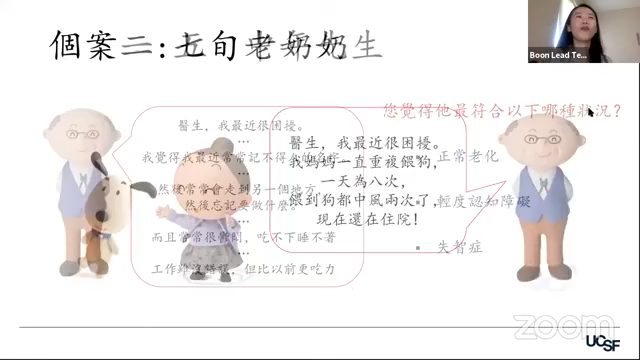 Boon Lead Te...
個案二:七旬老奶奶
您覺得他最符合以下哪種狀況？
醫生，我最近很困擾。
...
我覺得我最近常常記不得
然後常常會走到另一個地方，
然後忘記要做什麼。
...
而且常常很鬱悶，吃不下睡不著
...
工作雖沒錯誤，但比以前更吃力
醫生，我最近很困擾。
我媽媽一直重複餵狗，
一天為八次，
餵到狗都中風兩次了，
現在還在住院！
正常老化
輕度認知障礙
失智症
zoom
UCSF